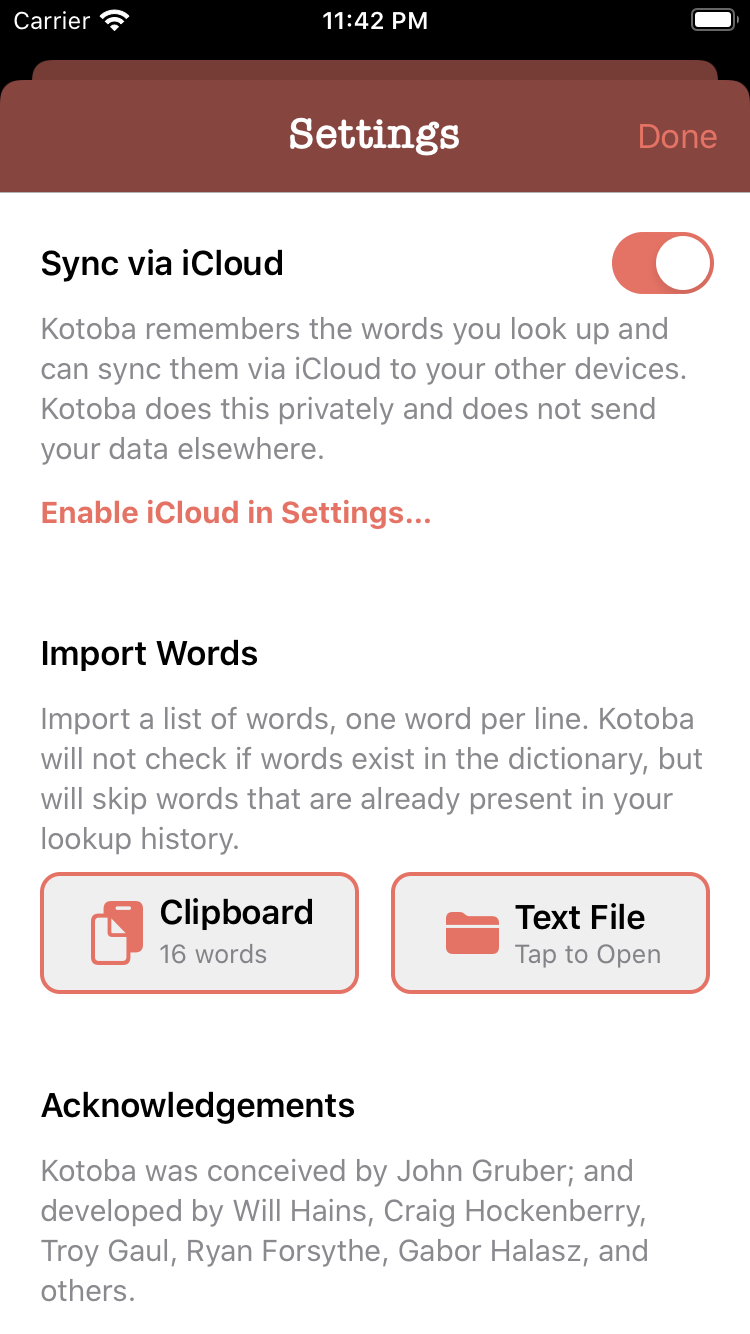 Carrier 11:42 PM
Settings Done
Sync via iCloud
Kotoba remembers the words you look up and
can sync them via iCloud to your other devices.
Kotoba does this privately and does not send
your data elsewhere.
Enable iCloud in Settings...
Import Words
Import a list of words, one word per line. Kotoba
will not check if words exist in the dictionary, but
will skip words that are already present in your
lookup history.
Clipboard
16 words
Text File
Tap to Open
Acknowledgements
Kotoba was conceived by John Gruber; and
developed by Will Hains, Craig Hockenberry,
Troy Gaul, Ryan Forsythe, Gabor Halasz, and
others.